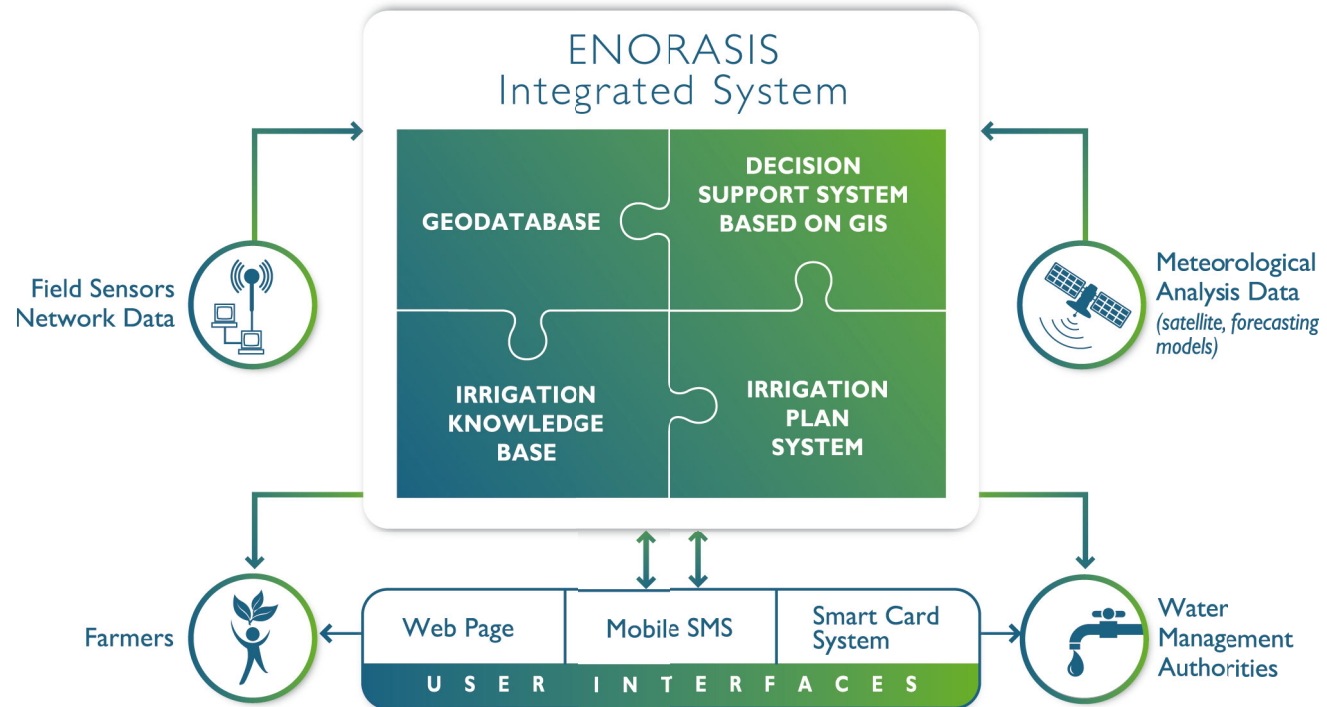 ENORASIS
Integrated System
GEODATABASE
DECISION
SUPPORT SYSTEM
BASED ON GIS
IRRIGATION
KNOWLEDGE
BASE
IRRIGATION
PLAN
SYSTEM
Field Sensors
Network Data
Meteorological
Analysis Data
(satellite, forecasting
models)
Farmers
Web Page
Mobile SMS
Smart Card
System
USER INTERFACES
Water
Management
Authorities